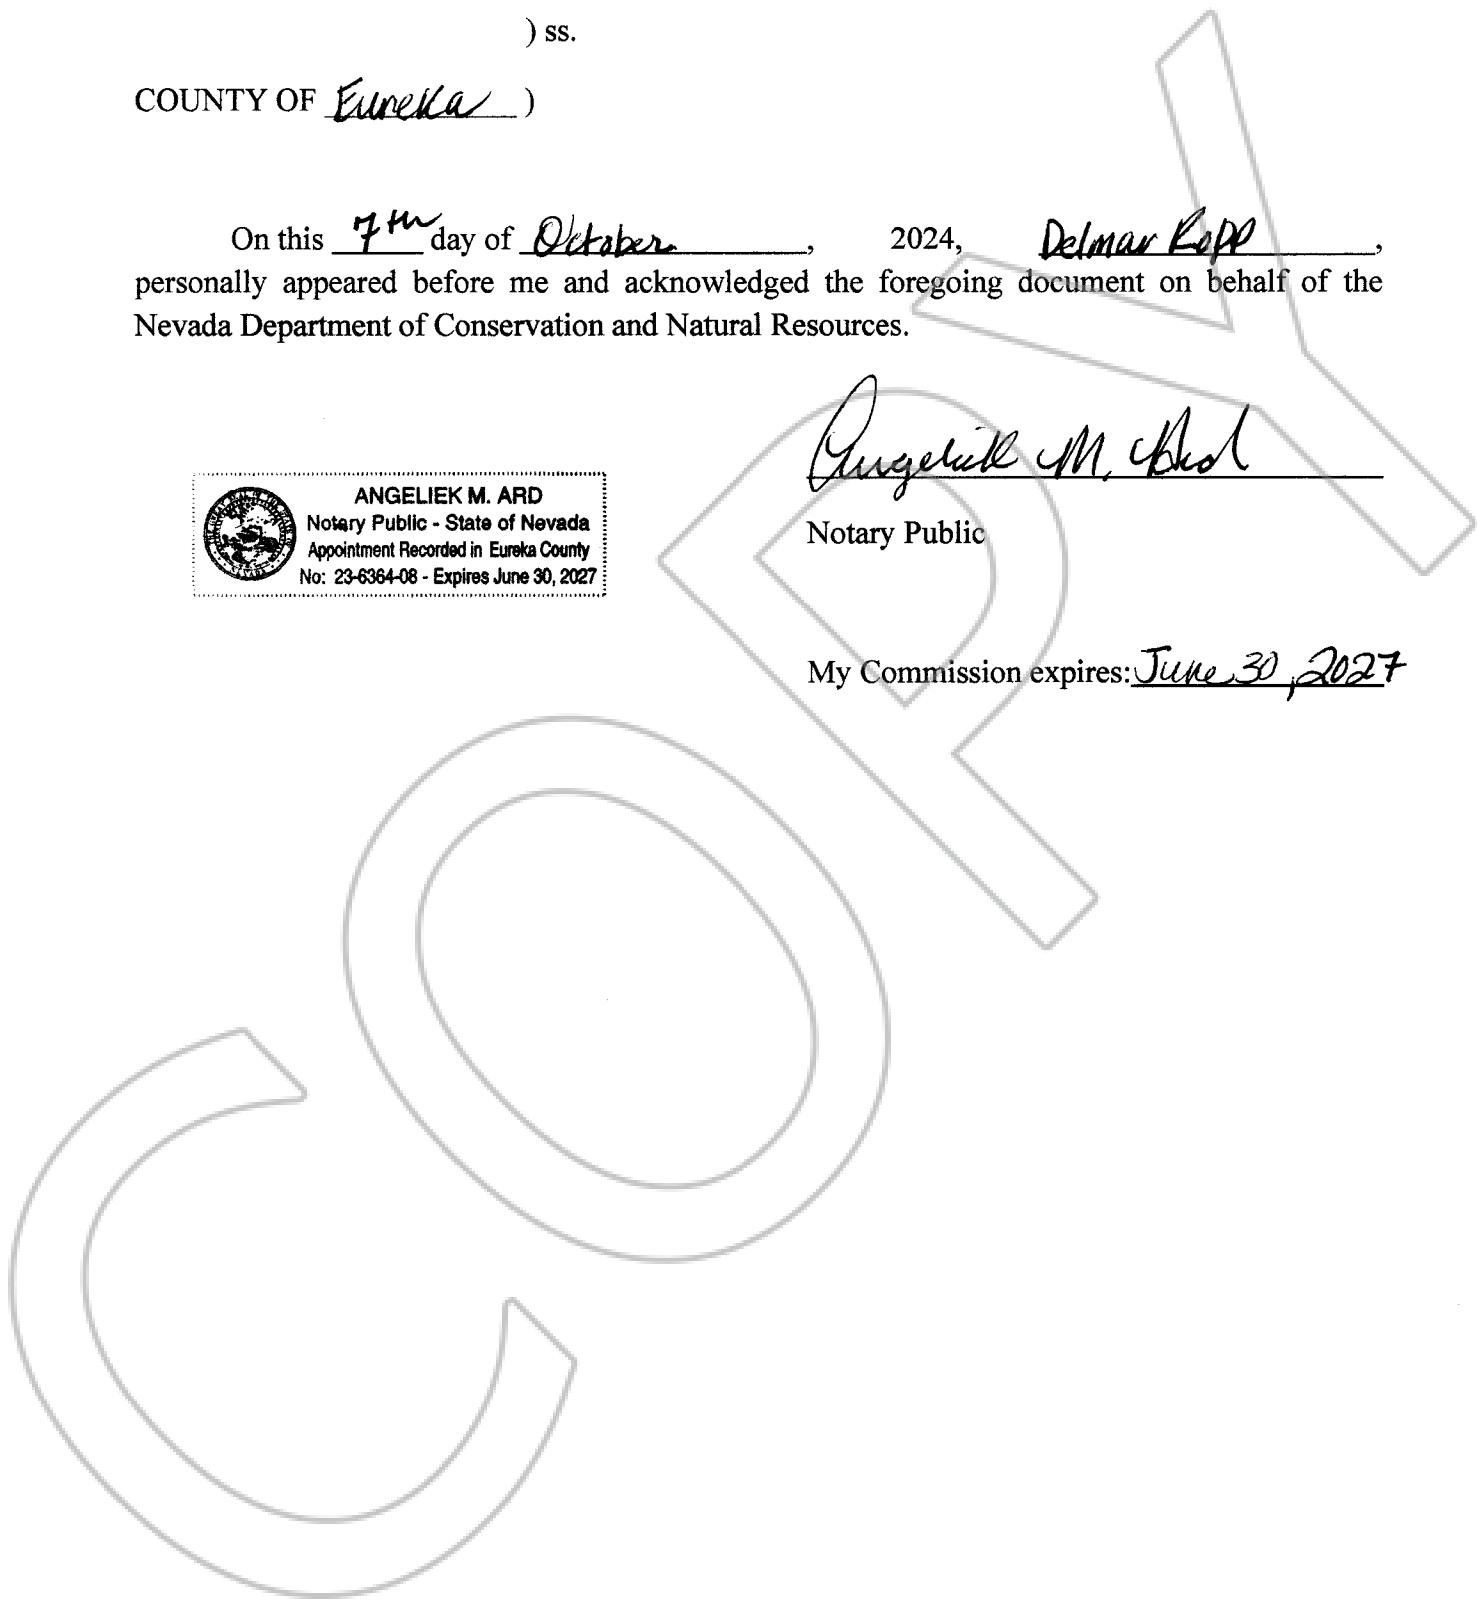 ) ss.
COUNTY OF Eureka )
On this 7th day of October, 2024, Delmar Kopp,
personally appeared before me and acknowledged the foregoing document on behalf of the
Nevada Department of Conservation and Natural Resources.
Angeliek M. Ard
ANGELIEK M. ARD
Notary Public - State of Nevada
Appointment Recorded in Eureka County
No: 23-6364-08 - Expires June 30, 2027
Notary Public
My Commission expires: June 30, 2027
COPY